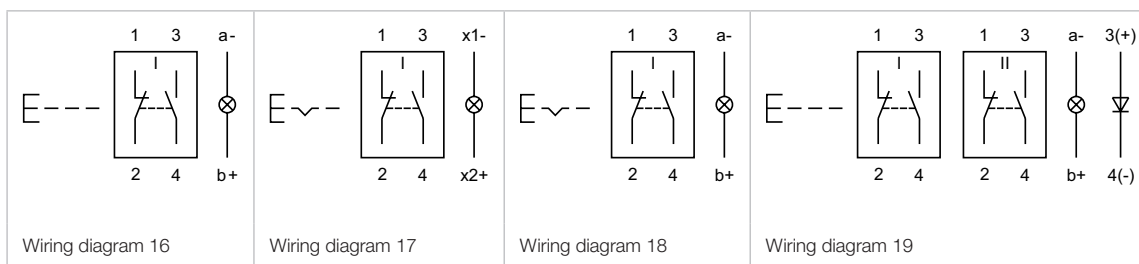 1 3 a-
I
2 4 b+
Wiring diagram 16
1 3 x1-
I
2 4 x2+
Wiring diagram 17
1 3 a-
I
2 4 b+
Wiring diagram 18
1 3 1 3 a- 3(+)
I II
2 4 2 4 b+ 4(-)
Wiring diagram 19